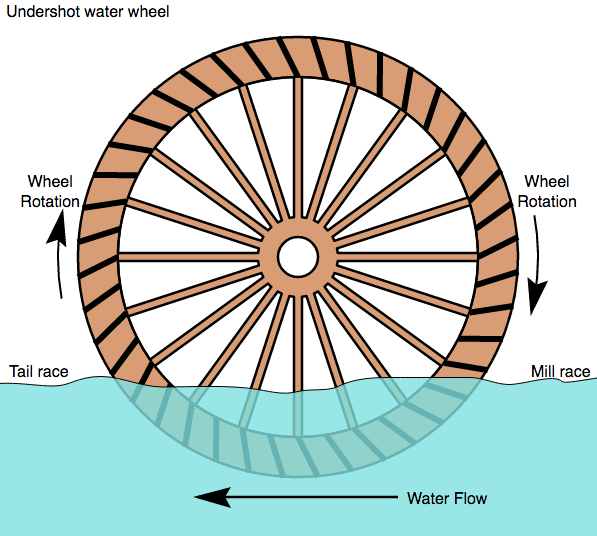 Undershot water wheel
Wheel
Rotation
Wheel
Rotation
Tail race
Mill race
Water Flow